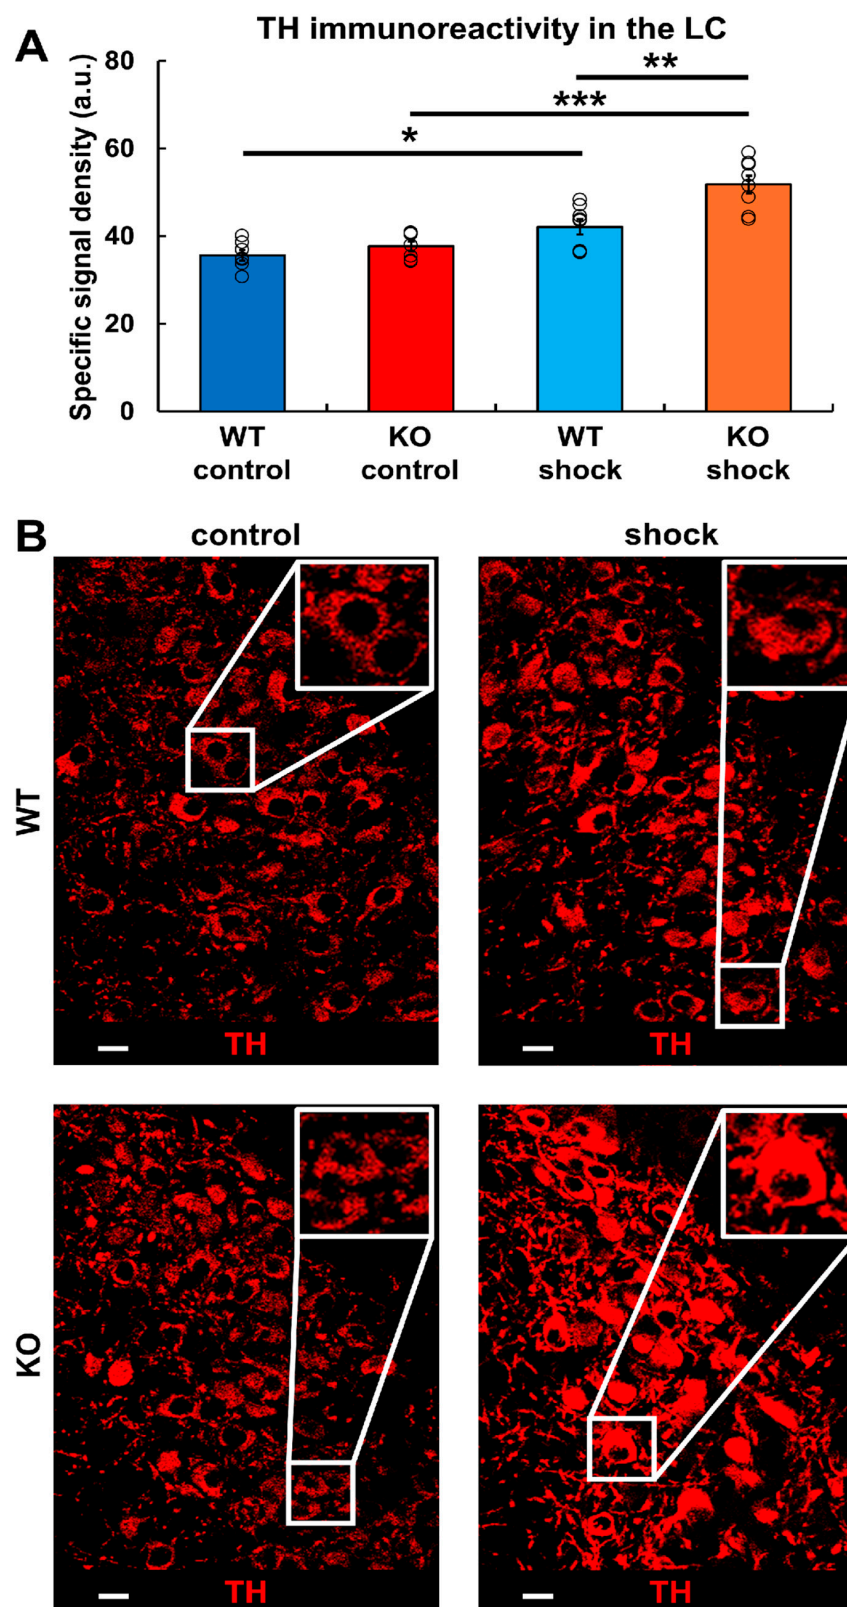 A
TH immunoreactivity in the LC
Specific signal density (a.u.)
80
60
40
20
0
**
***
*
WT
control
KO
control
WT
shock
KO
shock
B
control
shock
WT
TH
TH
KO
TH
TH